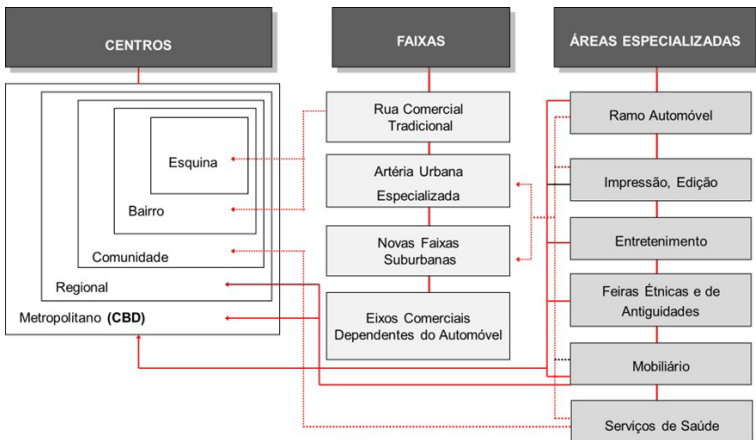 CENTROS
FAIXAS
ÁREAS ESPECIALIZADAS
Esquina
Bairro
Comunidade
Regional
Metropolitano (CBD)
Rua Comercial
Tradicional
Artéria Urbana
Especializada
Novas Faixas
Suburbanas
Eixos Comerciais
Dependentes do Automóvel
Ramo Automóvel
Impressão, Edição
Entretenimento
Feiras Étnicas e de
Antiguidades
Mobiliário
Serviços de Saúde